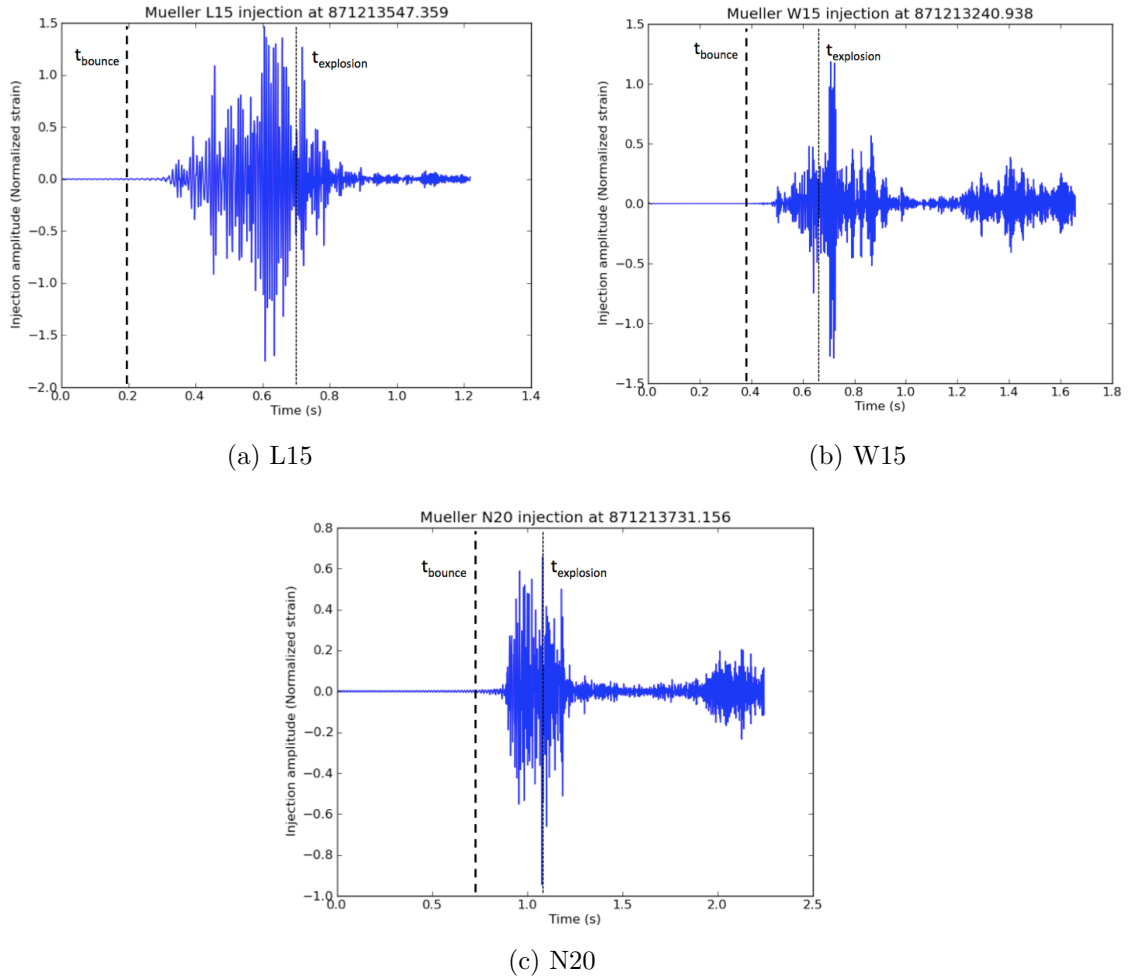 Mueller L15 injection at 871213547.359
1.5
1.0
0.5
0.0
−0.5
−1.0
−1.5
−2.0
Injection amplitude (Normalized strain)
t_bounce
t_explosion
0.0 0.2 0.4 0.6 0.8 1.0 1.2 1.4
Time (s)
(a) L15
Mueller W15 injection at 871213240.938
1.5
1.0
0.5
0.0
−0.5
−1.0
−1.5
Injection amplitude (Normalized strain)
t_bounce
t_explosion
0.0 0.2 0.4 0.6 0.8 1.0 1.2 1.4 1.6 1.8
Time (s)
(b) W15
Mueller N20 injection at 871213731.156
0.8
0.6
0.4
0.2
0.0
−0.2
−0.4
−0.6
−0.8
−1.0
Injection amplitude (Normalized strain)
t_bounce
t_explosion
0.0 0.5 1.0 1.5 2.0 2.5
Time (s)
(c) N20